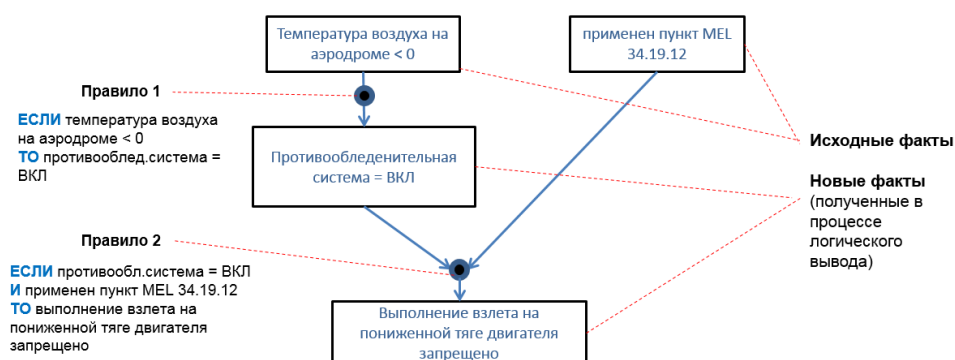 Температура воздуха на
аэродроме < 0
применен пункт MEL
34.19.12
Правило 1
ЕСЛИ температура воздуха
на аэродроме < 0
ТО противооблед.система =
ВКЛ
Исходные факты
Противообледенительная
система = ВКЛ
Новые факты
(полученные в
процессе
логического
вывода)
Правило 2
ЕСЛИ противообл.система = ВКЛ
И применен пункт MEL 34.19.12
ТО выполнение взлета на
пониженной тяге двигателя
запрещено
Выполнение взлета на
пониженной тяге двигателя
запрещено